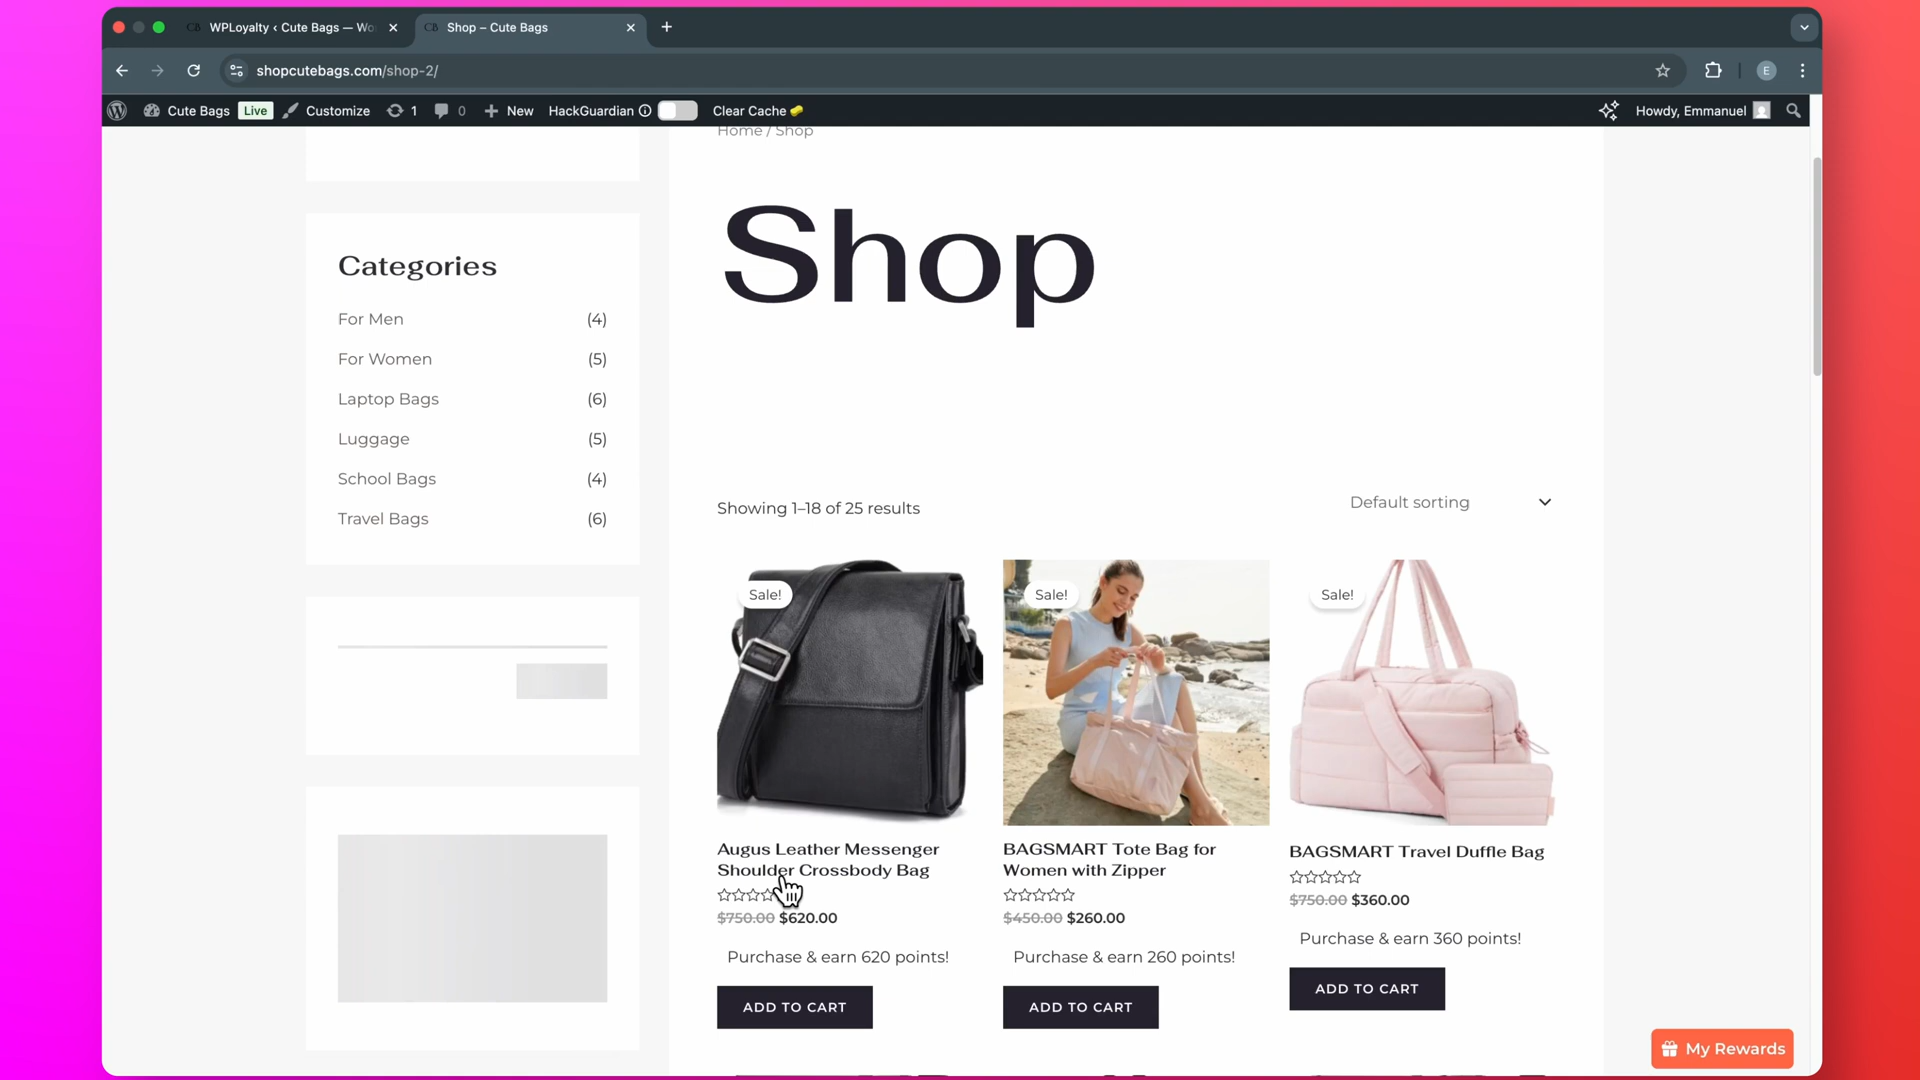 WPLoyalty ‹ Cute Bags — Wo
Shop – Cute Bags
shopcutebags.com/shop-2/
E
Cute Bags
Live
Customize
1
0
New
HackGuardian
Clear Cache
Howdy, Emmanuel
Home / Shop
Shop
Categories
For Men (4)
For Women (5)
Laptop Bags (6)
Luggage (5)
School Bags (4)
Travel Bags (6)
Showing 1–18 of 25 results
Default sorting
Sale!
Sale!
Sale!
Augus Leather Messenger
Shoulder Crossbody Bag
$750.00 $620.00
Purchase & earn 620 points!
ADD TO CART
BAGSMART Tote Bag for
Women with Zipper
$450.00 $260.00
Purchase & earn 260 points!
ADD TO CART
BAGSMART Travel Duffle Bag
$750.00 $360.00
Purchase & earn 360 points!
ADD TO CART
My Rewards